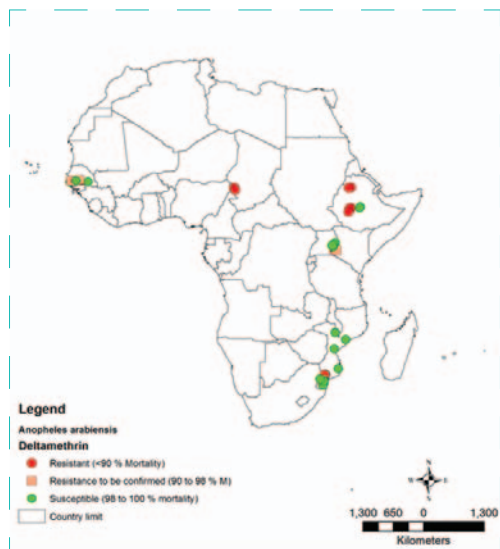 Legend
Anopheles arabiensis
Deltamethrin
Resistant (<90 % Mortality)
Resistance to be confirmed (90 to 98 % M)
Susceptible (98 to 100 % mortality)
Country limit
N
W E
S
1,300 650 0 1,300
Kilometers